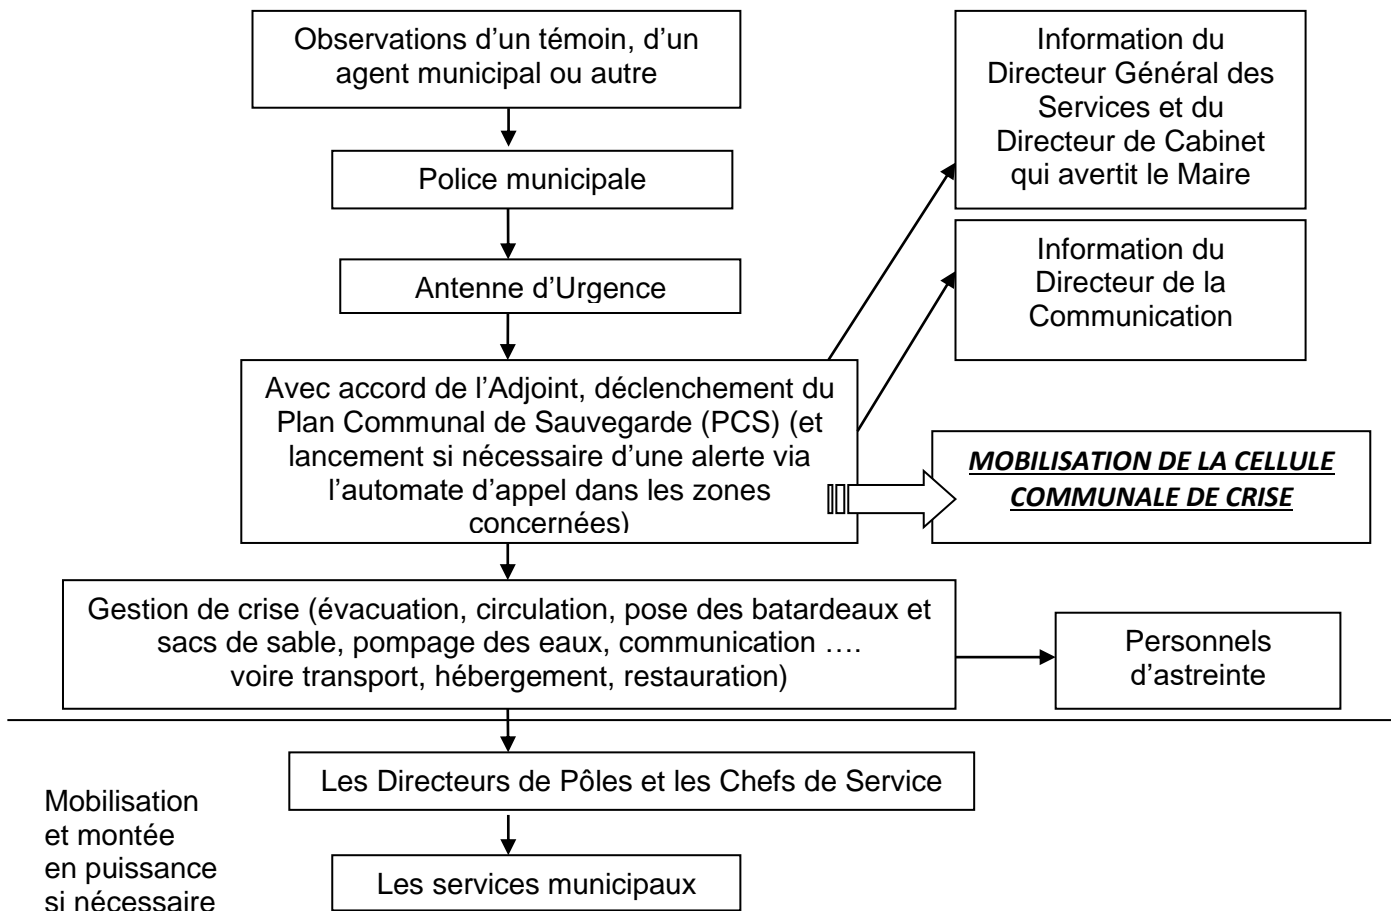 Observations d’un témoin, d’un
agent municipal ou autre
Information du
Directeur Général des
Services et du
Directeur de Cabinet
qui avertit le Maire
Police municipale
Information du
Directeur de la
Communication
Antenne d’Urgence
Avec accord de l’Adjoint, déclenchement du
Plan Communal de Sauvegarde (PCS) (et
lancement si nécessaire d’une alerte via
l’automate d’appel dans les zones
concernées)
MOBILISATION DE LA CELLULE
COMMUNALE DE CRISE
Gestion de crise (évacuation, circulation, pose des batardeaux et
sacs de sable, pompage des eaux, communication ….
voire transport, hébergement, restauration)
Personnels
d’astreinte
Les Directeurs de Pôles et les Chefs de Service
Mobilisation
et montée
en puissance
si nécessaire
Les services municipaux